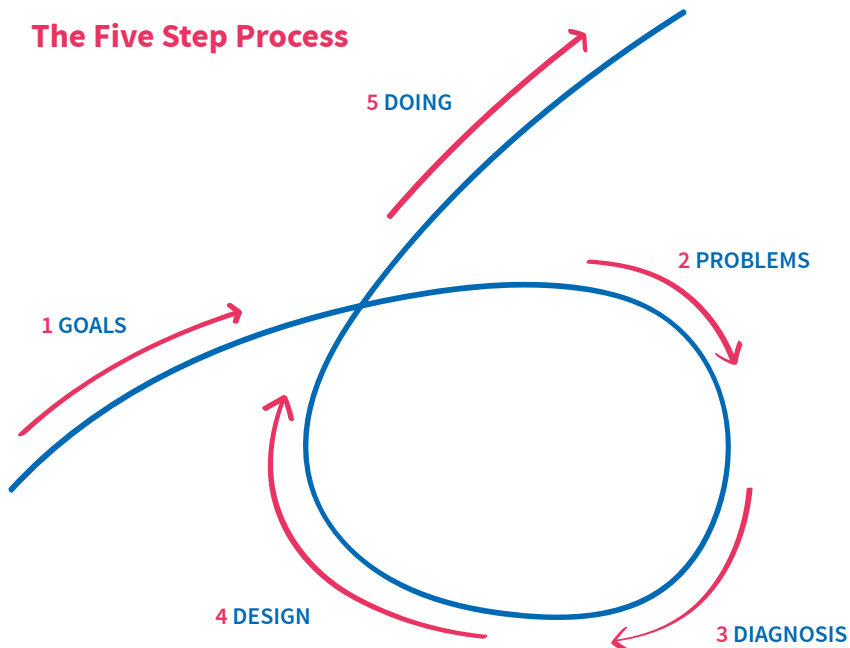 The Five Step Process
5 DOING
2 PROBLEMS
1 GOALS
4 DESIGN
3 DIAGNOSIS